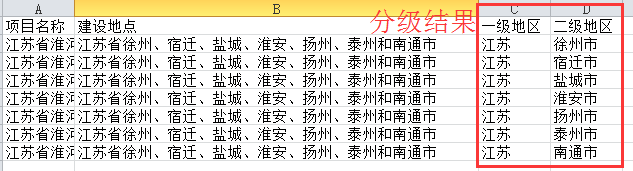 A B C D
分级结果
项目名称 建设地点 一级地区 二级地区
江苏省淮河 江苏省徐州、宿迁、盐城、淮安、扬州、泰州和南通市 江苏 徐州市
江苏省淮河 江苏省徐州、宿迁、盐城、淮安、扬州、泰州和南通市 江苏 宿迁市
江苏省淮河 江苏省徐州、宿迁、盐城、淮安、扬州、泰州和南通市 江苏 盐城市
江苏省淮河 江苏省徐州、宿迁、盐城、淮安、扬州、泰州和南通市 江苏 淮安市
江苏省淮河 江苏省徐州、宿迁、盐城、淮安、扬州、泰州和南通市 江苏 扬州市
江苏省淮河 江苏省徐州、宿迁、盐城、淮安、扬州、泰州和南通市 江苏 泰州市
江苏省淮河 江苏省徐州、宿迁、盐城、淮安、扬州、泰州和南通市 江苏 南通市